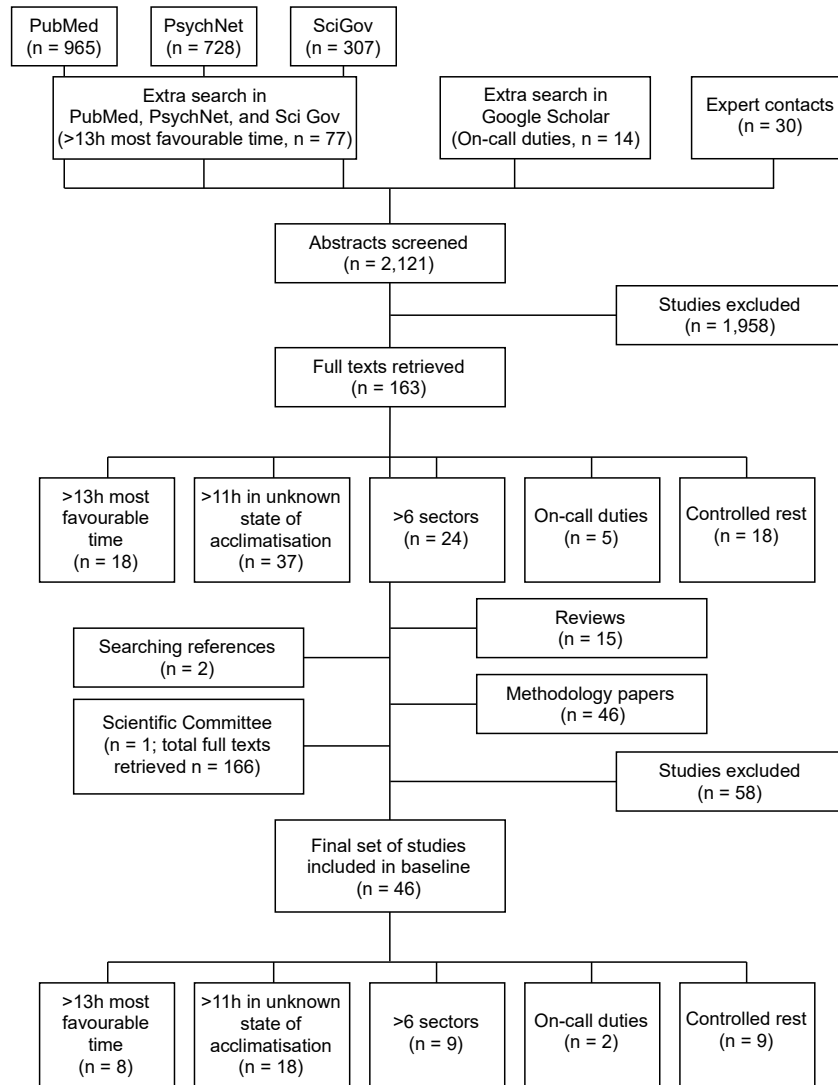 PubMed
(n = 965)
PsychNet
(n = 728)
SciGov
(n = 307)
Extra search in
PubMed, PsychNet, and Sci Gov
(>13h most favourable time, n = 77)
Extra search in
Google Scholar
(On-call duties, n = 14)
Expert contacts
(n = 30)
Abstracts screened
(n = 2,121)
Studies excluded
(n = 1,958)
Full texts retrieved
(n = 163)
>13h most
favourable
time
(n = 18)
>11h in unknown
state of
acclimatisation
(n = 37)
>6 sectors
(n = 24)
On-call duties
(n = 5)
Controlled rest
(n = 18)
Reviews
(n = 15)
Searching references
(n = 2)
Methodology papers
(n = 46)
Scientific Committee
(n = 1; total full texts
retrieved n = 166)
Studies excluded
(n = 58)
Final set of studies
included in baseline
(n = 46)
>13h most
favourable
time
(n = 8)
>11h in unknown
state of
acclimatisation
(n = 18)
>6 sectors
(n = 9)
On-call duties
(n = 2)
Controlled rest
(n = 9)